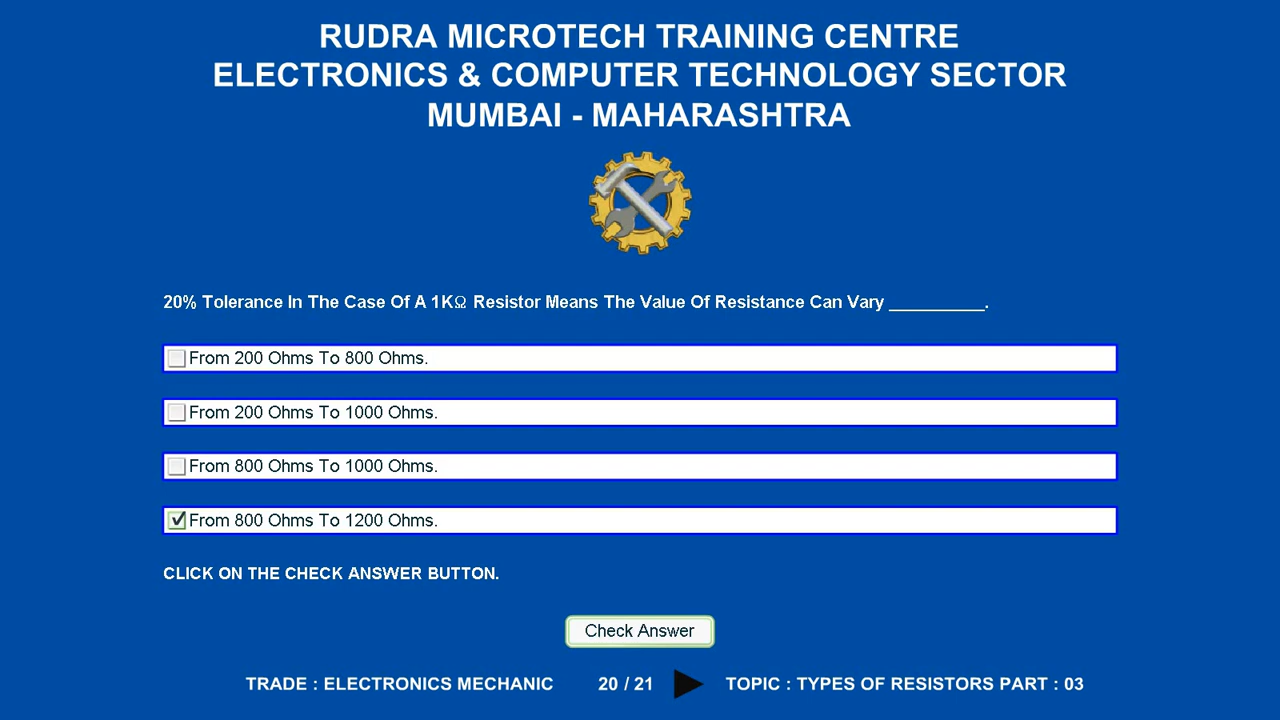 RUDRA MICROTECH TRAINING CENTRE
ELECTRONICS & COMPUTER TECHNOLOGY SECTOR
MUMBAI - MAHARASHTRA
20% Tolerance In The Case Of A 1KΩ Resistor Means The Value Of Resistance Can Vary __________.
From 200 Ohms To 800 Ohms.
From 200 Ohms To 1000 Ohms.
From 800 Ohms To 1000 Ohms.
From 800 Ohms To 1200 Ohms.
CLICK ON THE CHECK ANSWER BUTTON.
Check Answer
TRADE : ELECTRONICS MECHANIC 20 / 21 TOPIC : TYPES OF RESISTORS PART : 03